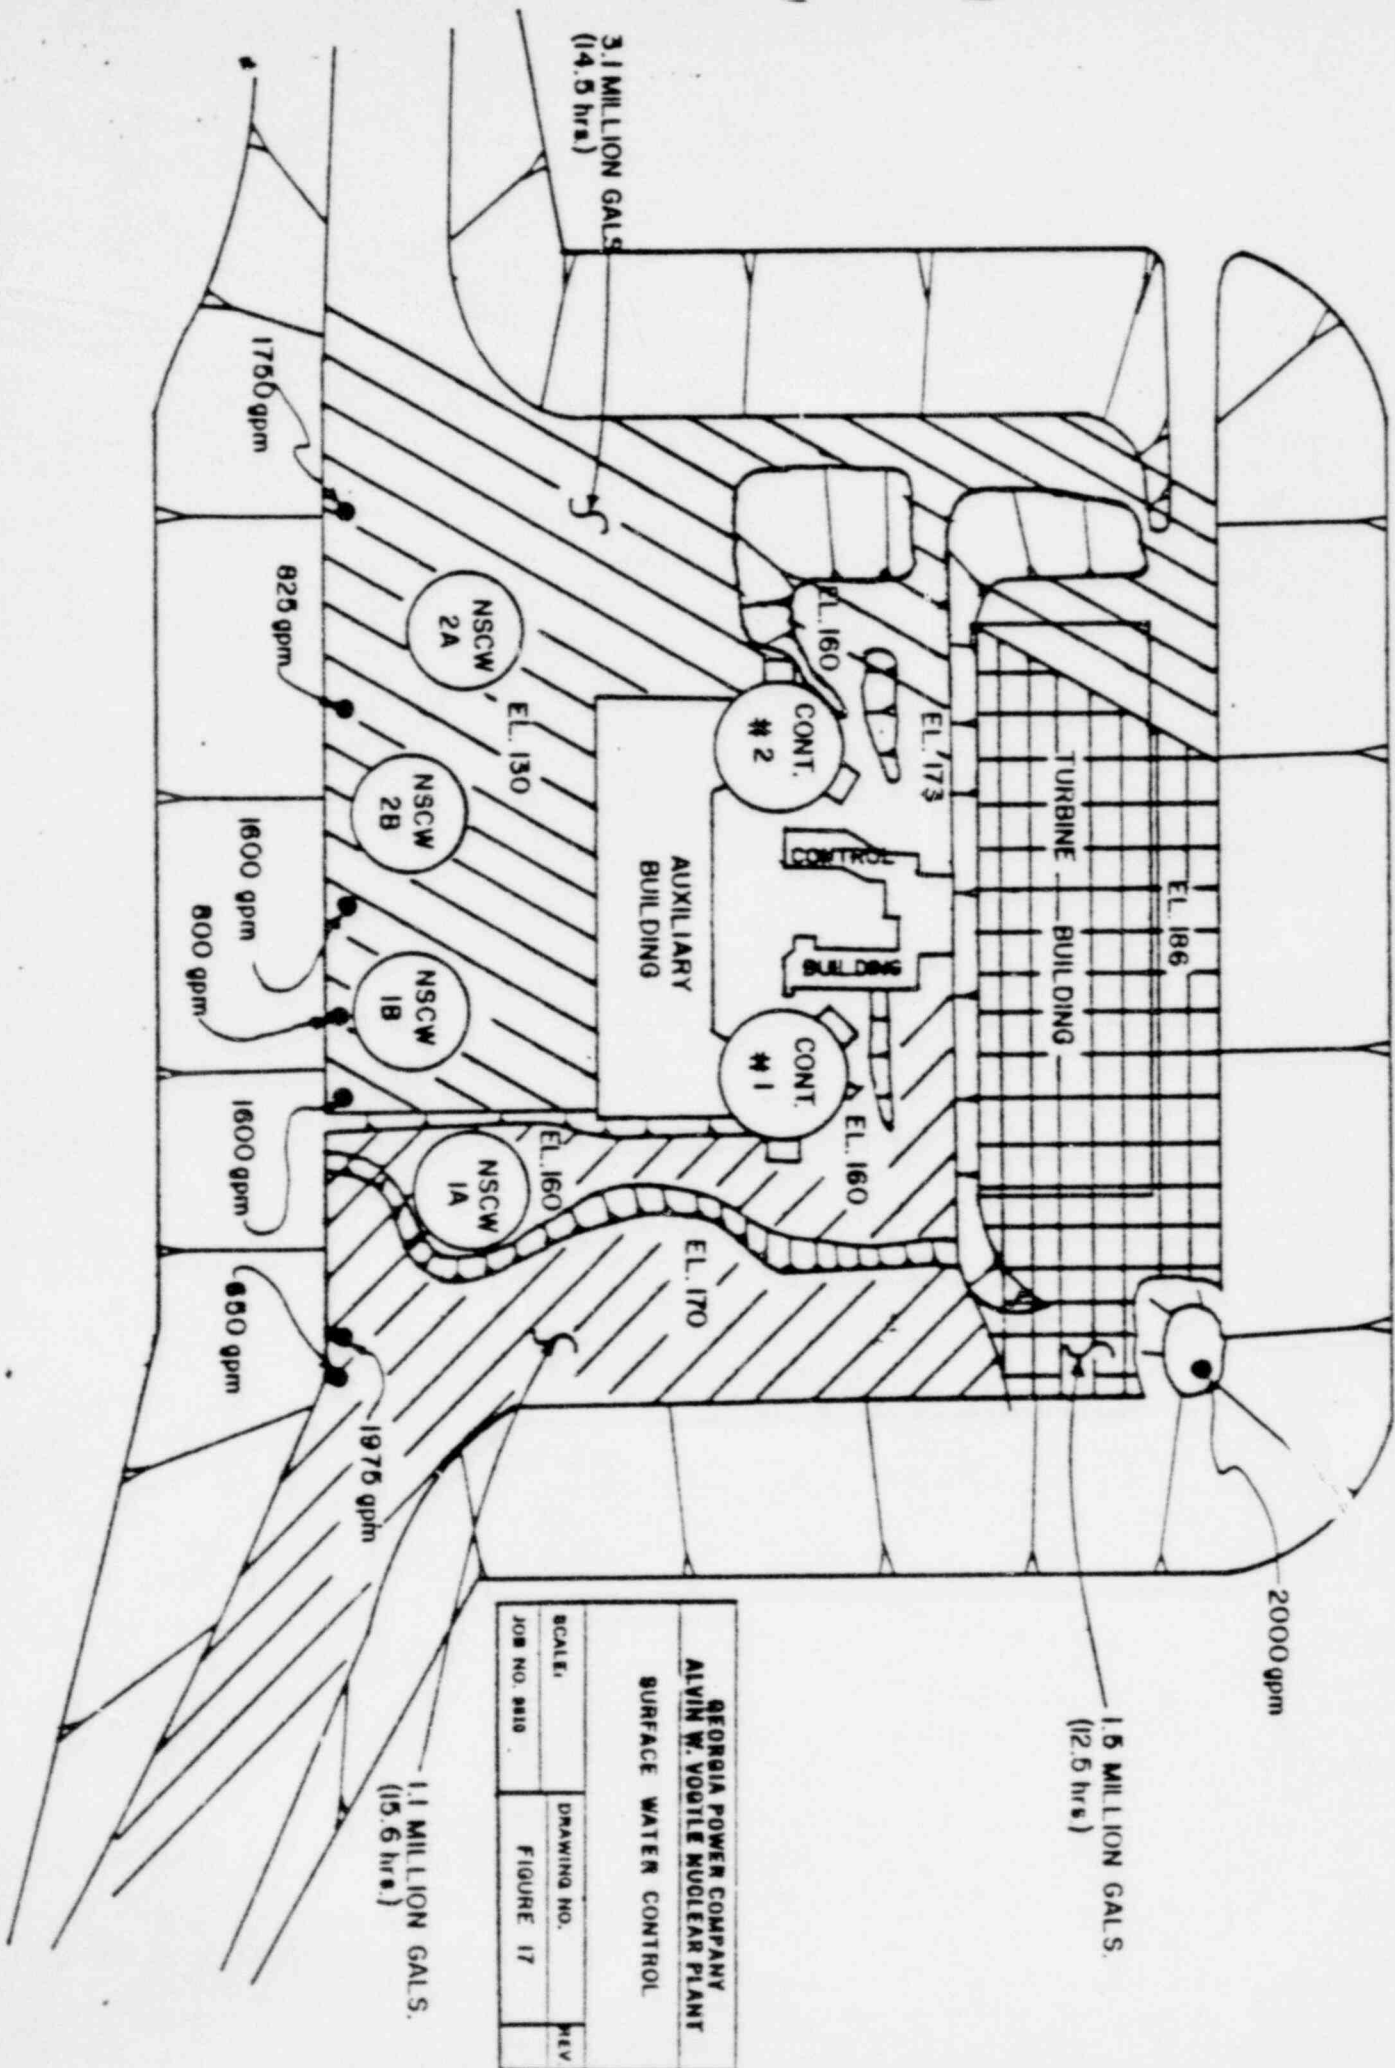 3.1 MILLION GALS
(14.5 hrs.)
1750 gpm
825 gpm
1600 gpm
800 gpm
1600 gpm
1975 gpm
2000 gpm
1.5 MILLION GALS.
(12.5 hrs)
1.1 MILLION GALS.
(15.6 hrs.)
NSCW
2A
NSCW
2B
NSCW
1B
NSCW
1A
EL. 130
EL. 160
EL. 173
EL. 186
EL. 160
EL. 160
EL. 170
CONT.
#2
CONT.
#1
CONTROL
BUILDING
AUXILIARY
BUILDING
TURBINE BUILDING
GEORGIA POWER COMPANY
ALVIN W. VOGTLE NUCLEAR PLANT
SURFACE WATER CONTROL
SCALE:
DRAWING NO.
REV
JOB NO. 9510
FIGURE 17